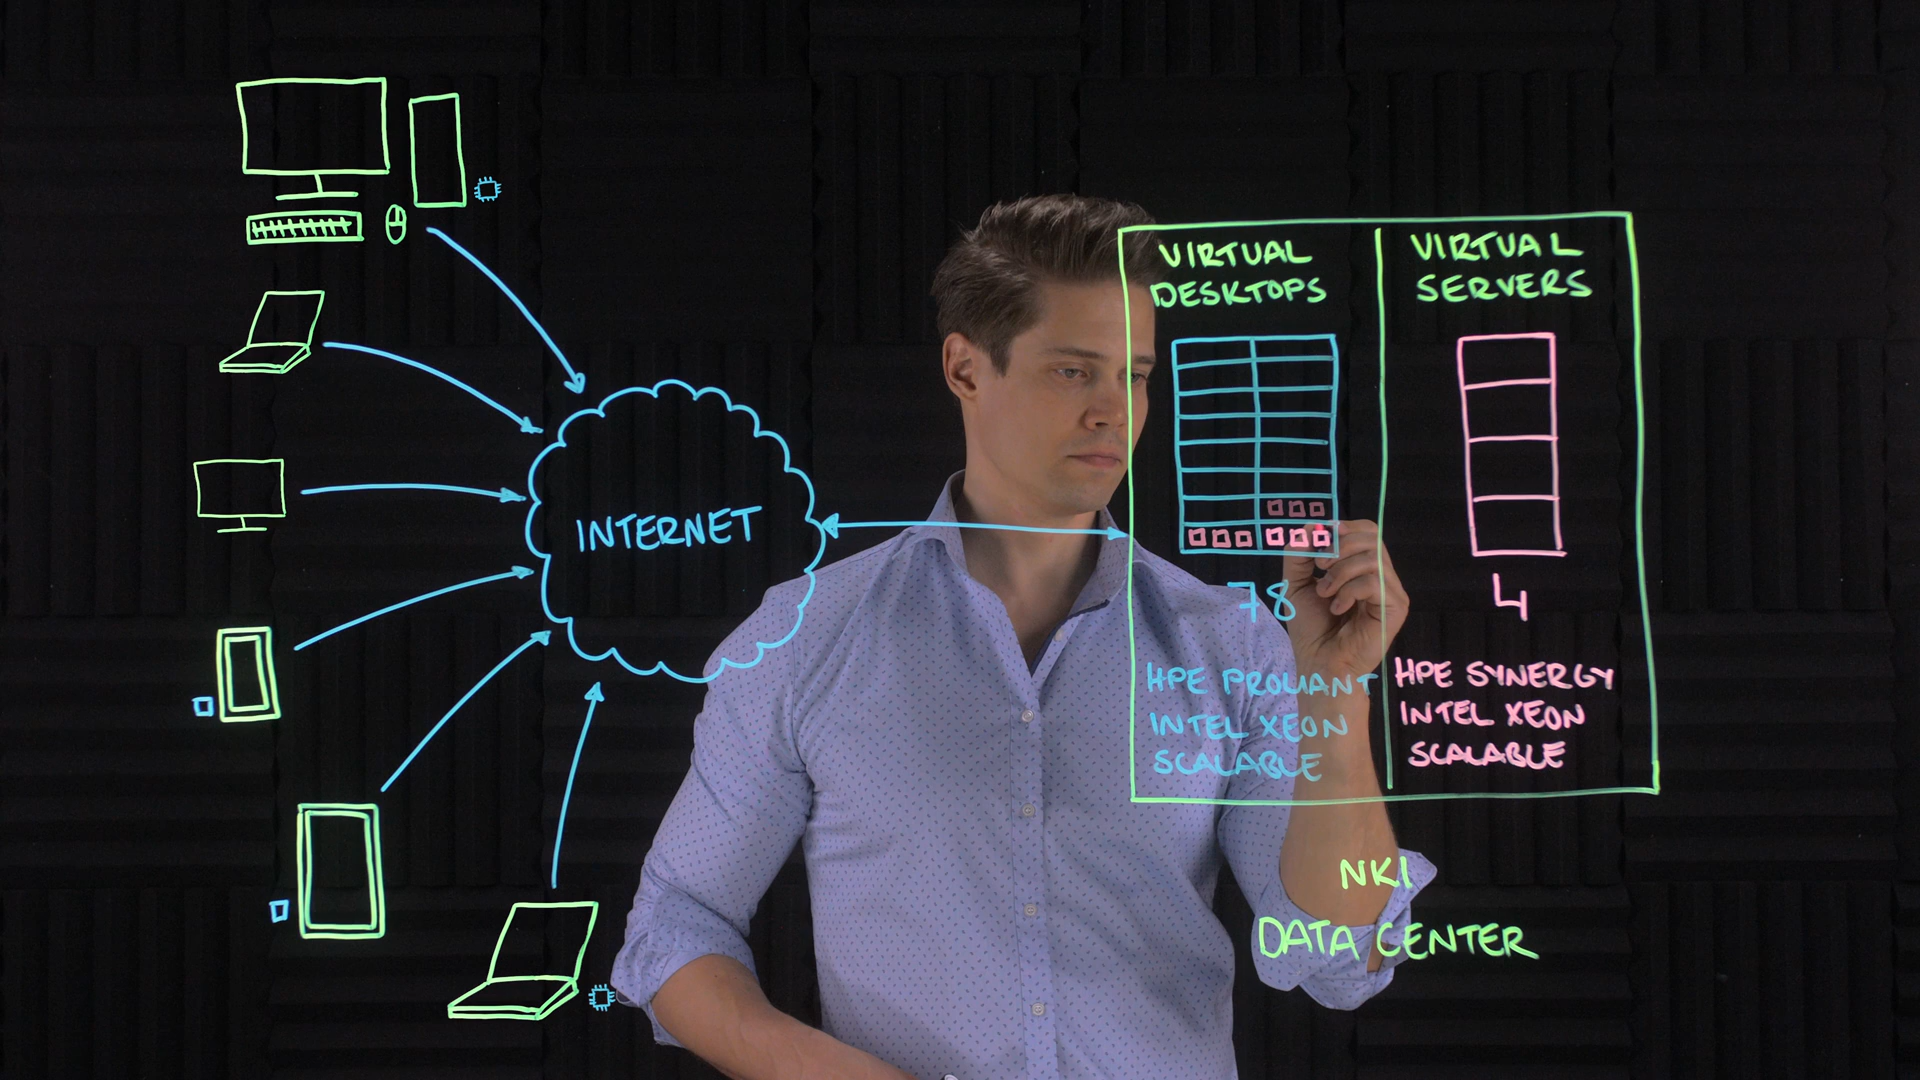 INTERNET
VIRTUAL
DESKTOPS
78
HPE PROLIANT
INTEL XEON
SCALABLE
VIRTUAL
SERVERS
4
HPE SYNERGY
INTEL XEON
SCALABLE
NKI
DATA CENTER